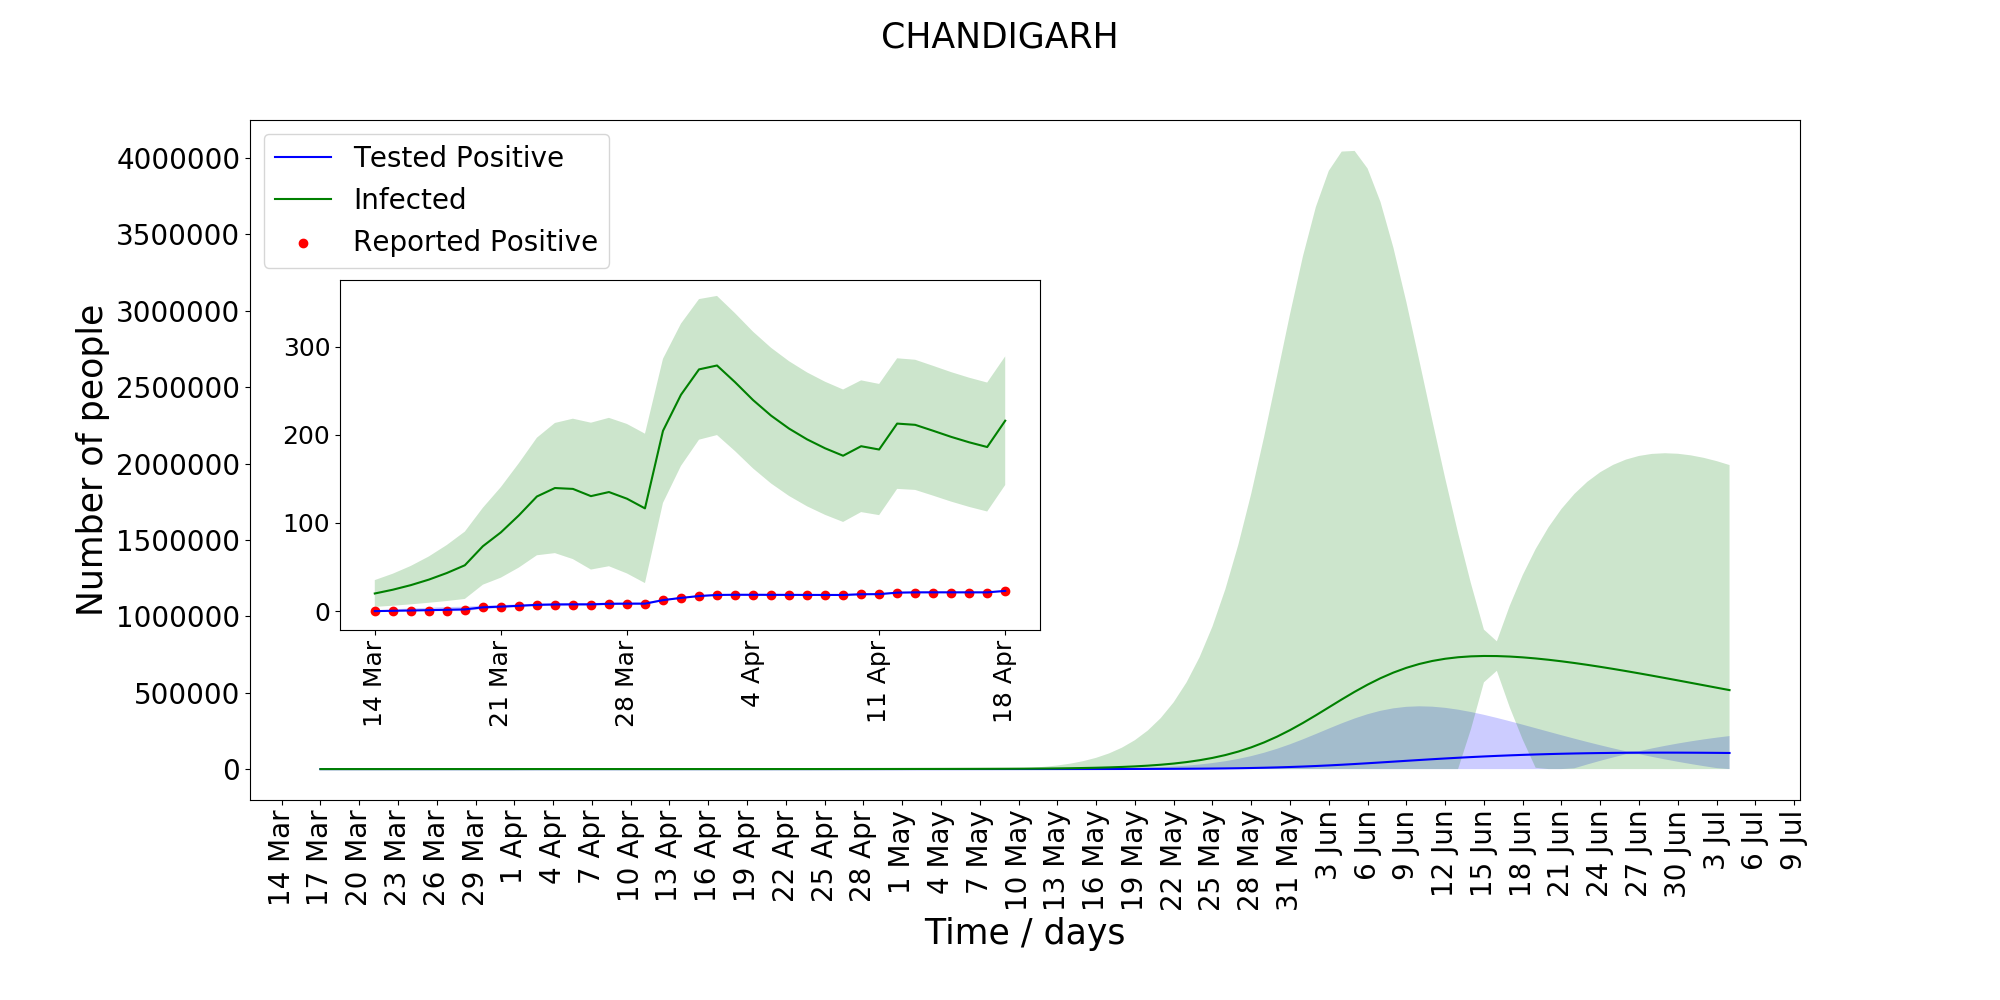 CHANDIGARH
Tested Positive
Infected
Reported Positive
Number of people
4000000
3500000
3000000
2500000
2000000
1500000
1000000
500000
0
300
200
100
0
14 Mar
21 Mar
28 Mar
4 Apr
11 Apr
18 Apr
14 Mar
17 Mar
20 Mar
23 Mar
26 Mar
29 Mar
1 Apr
4 Apr
7 Apr
10 Apr
13 Apr
16 Apr
19 Apr
22 Apr
25 Apr
28 Apr
1 May
4 May
7 May
10 May
13 May
16 May
19 May
22 May
25 May
28 May
31 May
3 Jun
6 Jun
9 Jun
12 Jun
15 Jun
18 Jun
21 Jun
24 Jun
27 Jun
30 Jun
3 Jul
6 Jul
9 Jul
Time / days